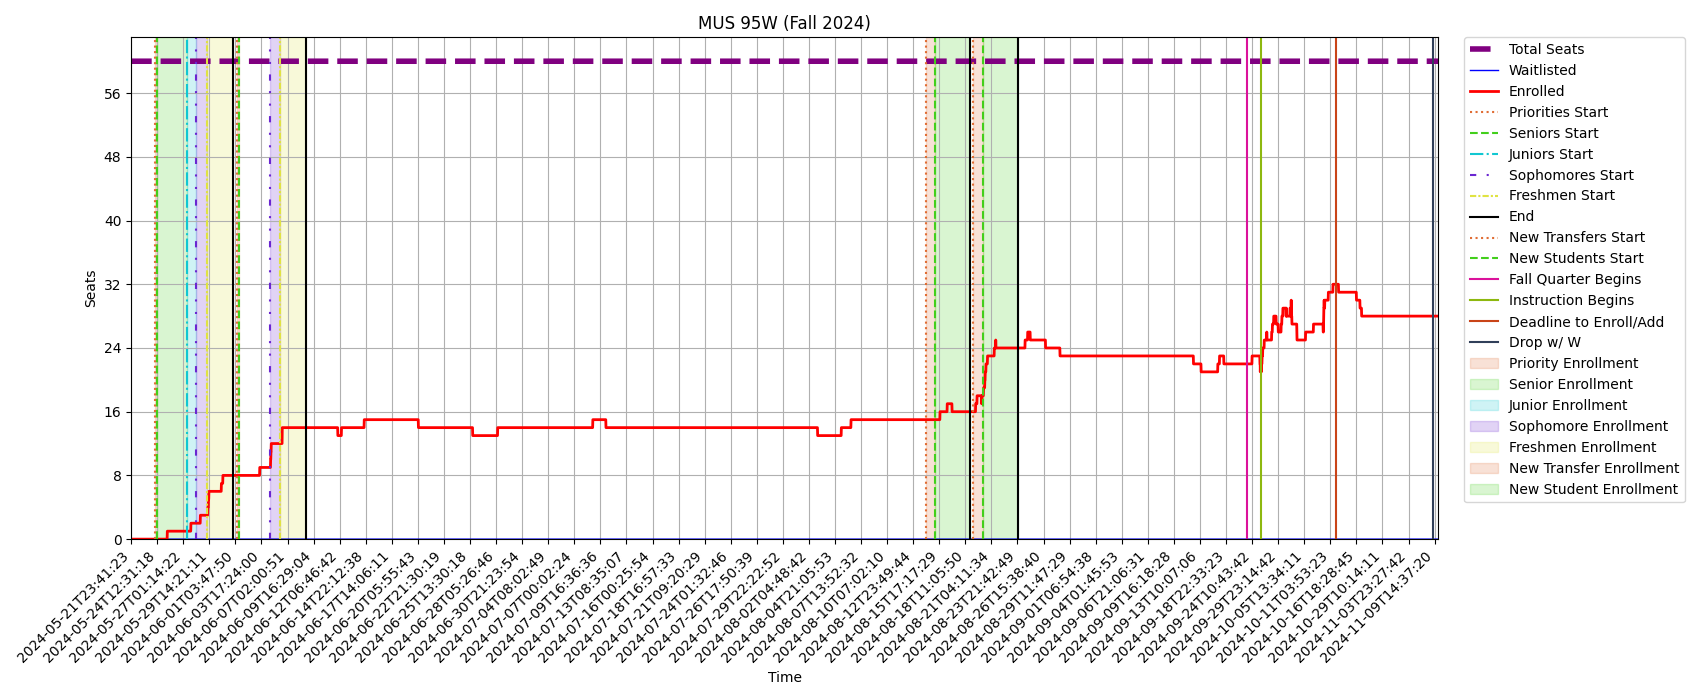 MUS 95W (Fall 2024)
Seats
56
48
40
32
24
16
8
0
2024-05-21T23:41:23
2024-05-24T12:31:18
2024-05-27T01:14:22
2024-05-29T14:21:11
2024-06-01T03:47:50
2024-06-03T17:24:00
2024-06-07T02:00:51
2024-06-09T16:29:04
2024-06-12T06:46:42
2024-06-14T22:12:38
2024-06-17T14:06:11
2024-06-20T05:55:43
2024-06-22T21:30:19
2024-06-25T13:30:18
2024-06-28T05:26:46
2024-06-30T21:23:54
2024-07-04T08:02:49
2024-07-07T00:02:24
2024-07-09T16:36:36
2024-07-13T08:35:07
2024-07-16T00:25:54
2024-07-18T16:57:33
2024-07-21T09:20:29
2024-07-24T01:32:46
2024-07-26T17:50:39
2024-07-29T22:22:52
2024-08-02T04:48:42
2024-08-04T21:05:53
2024-08-07T13:52:32
2024-08-10T07:02:10
2024-08-12T23:49:44
2024-08-15T17:17:29
2024-08-18T11:05:50
2024-08-21T04:11:34
2024-08-23T21:42:49
2024-08-26T15:38:40
2024-08-29T11:47:29
2024-09-01T06:54:38
2024-09-04T01:45:53
2024-09-06T21:06:31
2024-09-09T16:18:28
2024-09-13T10:07:06
2024-09-18T22:33:23
2024-09-24T10:43:42
2024-09-29T23:14:42
2024-10-05T13:34:11
2024-10-11T03:53:23
2024-10-16T18:28:45
2024-10-29T10:14:11
2024-11-03T23:27:42
2024-11-09T14:37:20
Time
Total Seats
Waitlisted
Enrolled
Priorities Start
Seniors Start
Juniors Start
Sophomores Start
Freshmen Start
End
New Transfers Start
New Students Start
Fall Quarter Begins
Instruction Begins
Deadline to Enroll/Add
Drop w/ W
Priority Enrollment
Senior Enrollment
Junior Enrollment
Sophomore Enrollment
Freshmen Enrollment
New Transfer Enrollment
New Student Enrollment